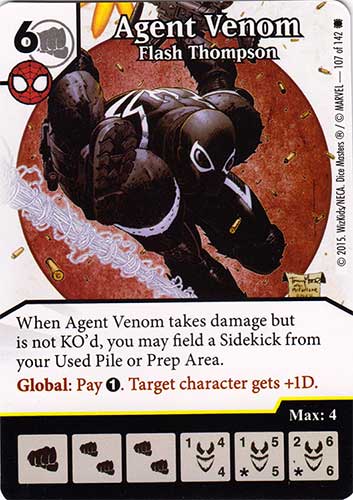 6
Agent Venom
Flash Thompson
© 2015. WizKids/NECA. Dice Masters ® / © MARVEL — 107 of 142
When Agent Venom takes damage but
is not KO'd, you may field a Sidekick from
your Used Pile or Prep Area.
Global: Pay 1. Target character gets +1D.
Max: 4
1 4
4
1 5
* 5
2 6
* 6